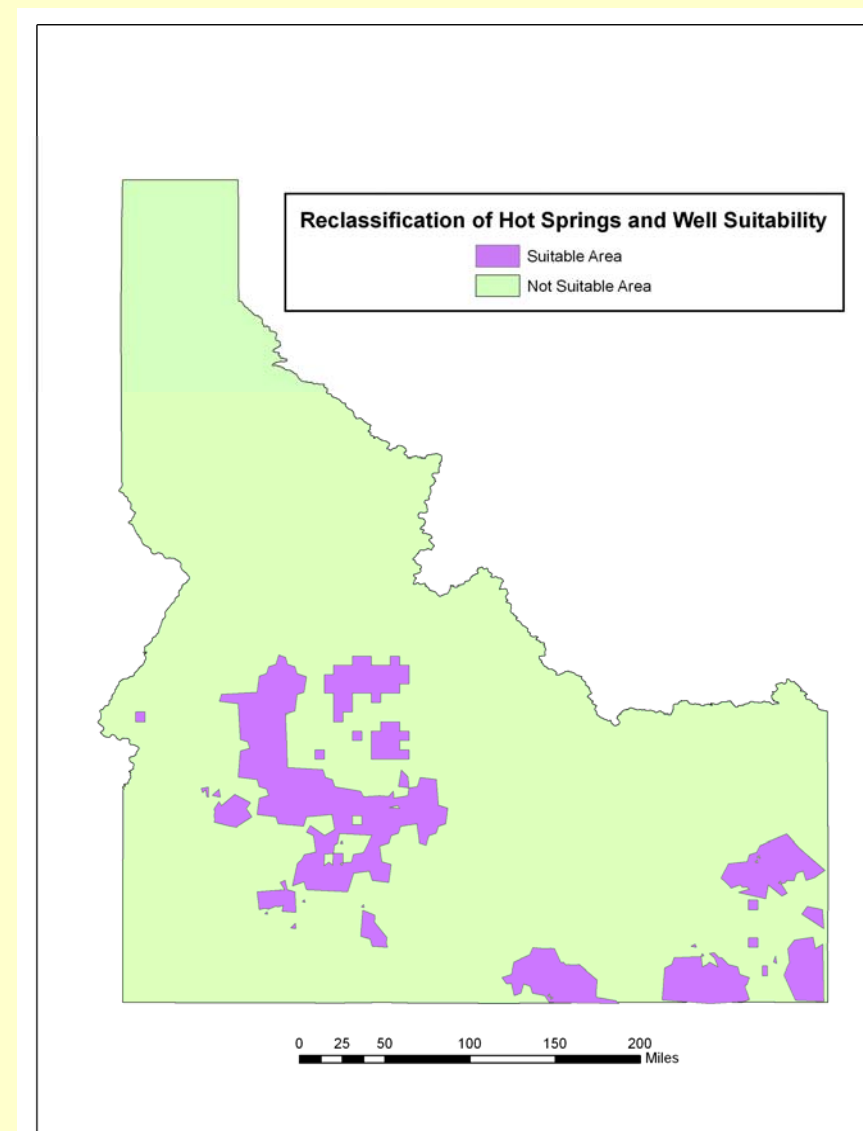 Reclassification of Hot Springs and Well Suitability
Suitable Area
Not Suitable Area
0 25 50 100 150 200
Miles